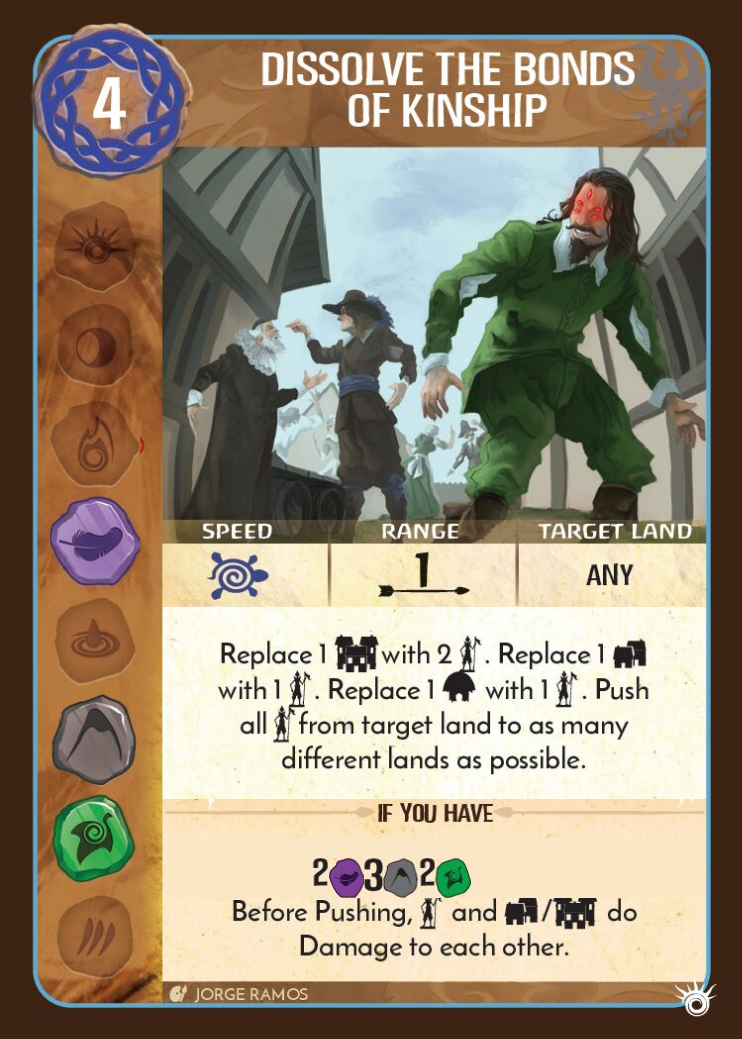 4
DISSOLVE THE BONDS
OF KINSHIP
SPEED RANGE TARGET LAND
1 ANY
Replace 1 with 2 . Replace 1
with 1 . Replace 1 with 1 . Push
all from target land to as many
different lands as possible.
IF YOU HAVE
2 3 2
Before Pushing, and / do
Damage to each other.
JORGE RAMOS